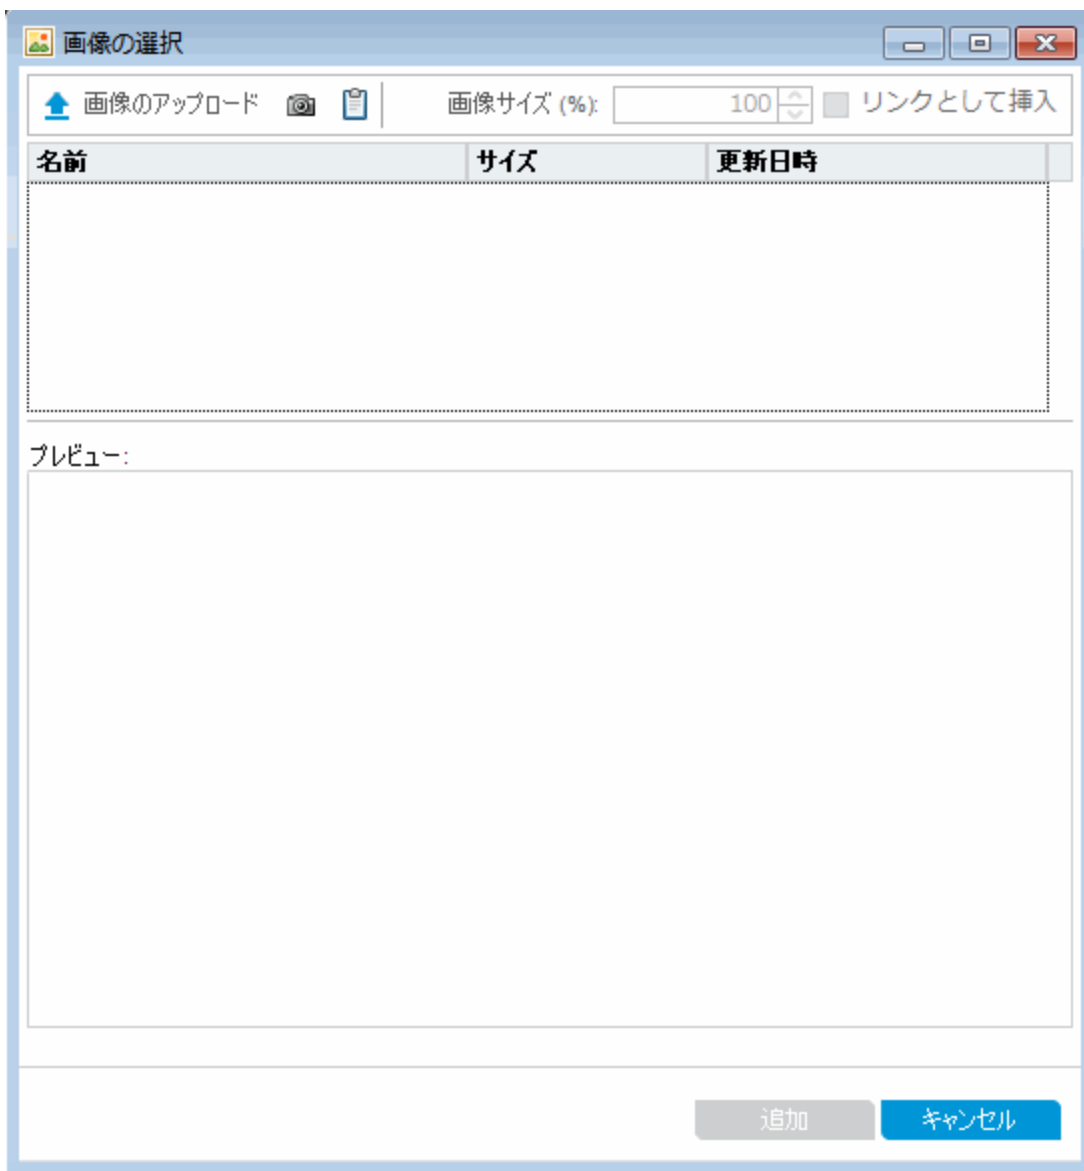 画像の選択
画像のアップロード 画像サイズ (%): 100 リンクとして挿入
名前 サイズ 更新日時
プレビュー:
追加 キャンセル